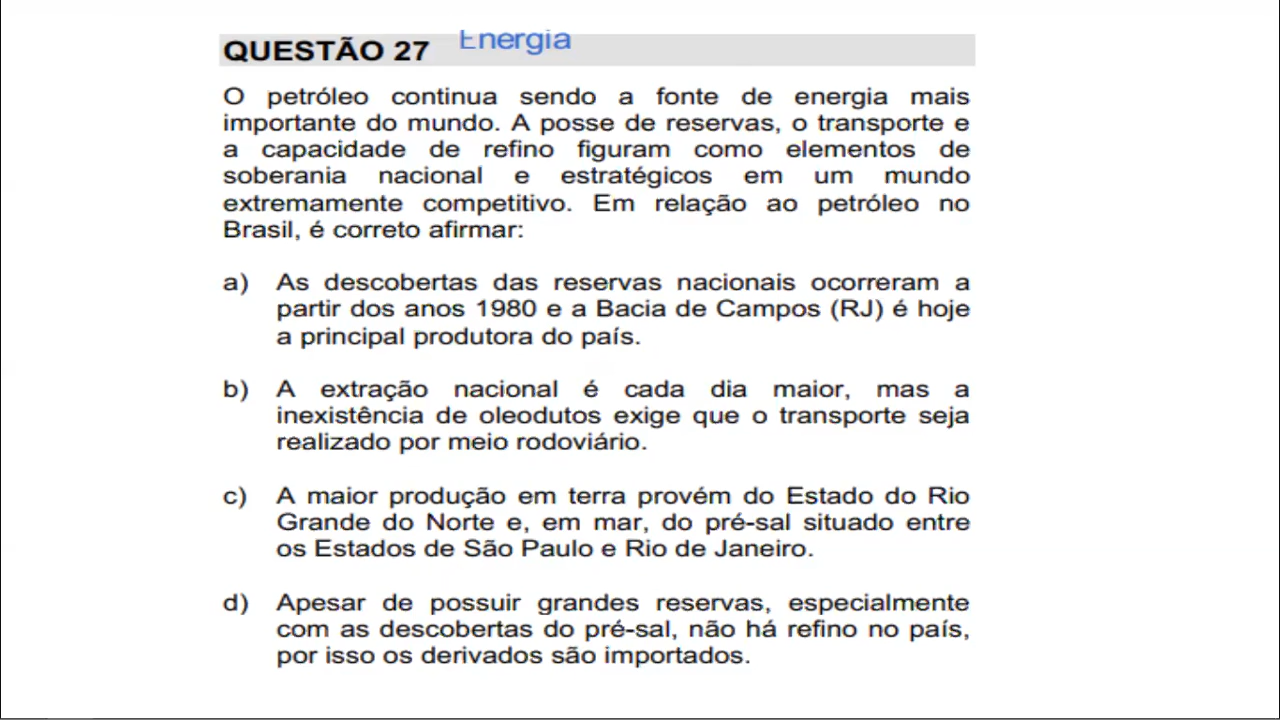 QUESTÃO 27 Energia
O petróleo continua sendo a fonte de energia mais
importante do mundo. A posse de reservas, o transporte e
a capacidade de refino figuram como elementos de
soberania nacional e estratégicos em um mundo
extremamente competitivo. Em relação ao petróleo no
Brasil, é correto afirmar:
a) As descobertas das reservas nacionais ocorreram a
partir dos anos 1980 e a Bacia de Campos (RJ) é hoje
a principal produtora do país.
b) A extração nacional é cada dia maior, mas a
inexistência de oleodutos exige que o transporte seja
realizado por meio rodoviário.
c) A maior produção em terra provém do Estado do Rio
Grande do Norte e, em mar, do pré-sal situado entre
os Estados de São Paulo e Rio de Janeiro.
d) Apesar de possuir grandes reservas, especialmente
com as descobertas do pré-sal, não há refino no país,
por isso os derivados são importados.